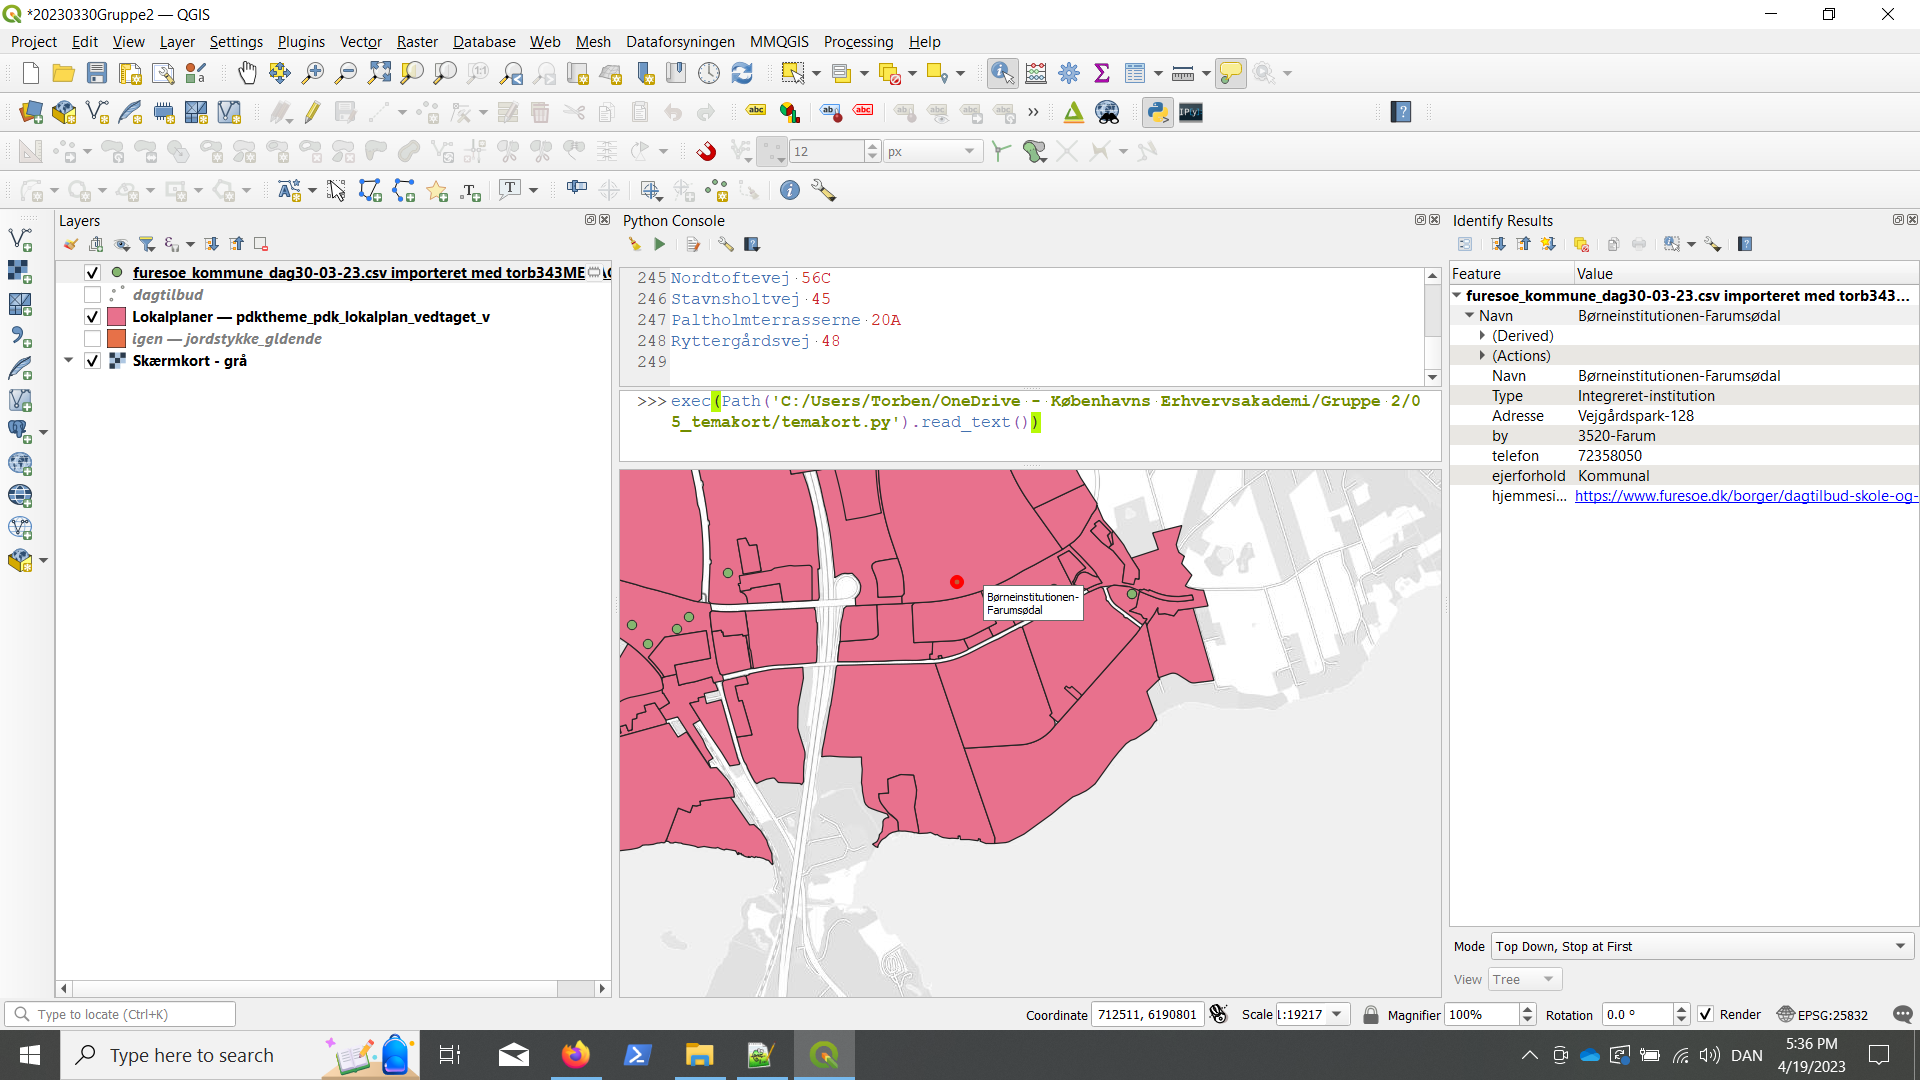 *20230330Gruppe2 — QGIS
Project Edit View Layer Settings Plugins Vector Raster Database Web Mesh Dataforsyningen MMQGIS Processing Help
12 px
Layers
furesoe_kommune_dag30-03-23.csv importeret med torb343ME
dagtilbud
Lokalplaner — pdktheme_pdk_lokalplan_vedtaget_v
igen — jordstykke_gldende
Skærmkort - grå
Python Console
245 Nordtoftevej 56C
246 Stavnsholtvej 45
247 Paltholmterrasserne 20A
248 Ryttergårdsvej 48
249
>>> exec(Path('C:/Users/Torben/OneDrive - Københavns Erhvervsakademi/Gruppe 2/0
5_temakort/temakort.py').read_text())
Børneinstitutionen-
Farumsødal
Identify Results
Feature Value
furesoe_kommune_dag30-03-23.csv importeret med torb343...
Navn Børneinstitutionen-Farumsødal
(Derived)
(Actions)
Navn Børneinstitutionen-Farumsødal
Type Integreret-institution
Adresse Vejgårdspark-128
by 3520-Farum
telefon 72358050
ejerforhold Kommunal
hjemmesi... https://www.furesoe.dk/borger/dagtilbud-skole-og-
Mode Top Down, Stop at First
View Tree
Type to locate (Ctrl+K)
Coordinate 712511, 6190801 Scale 1:19217 Magnifier 100% Rotation 0.0 ° Render EPSG:25832
Type here to search
DAN
5:36 PM
4/19/2023